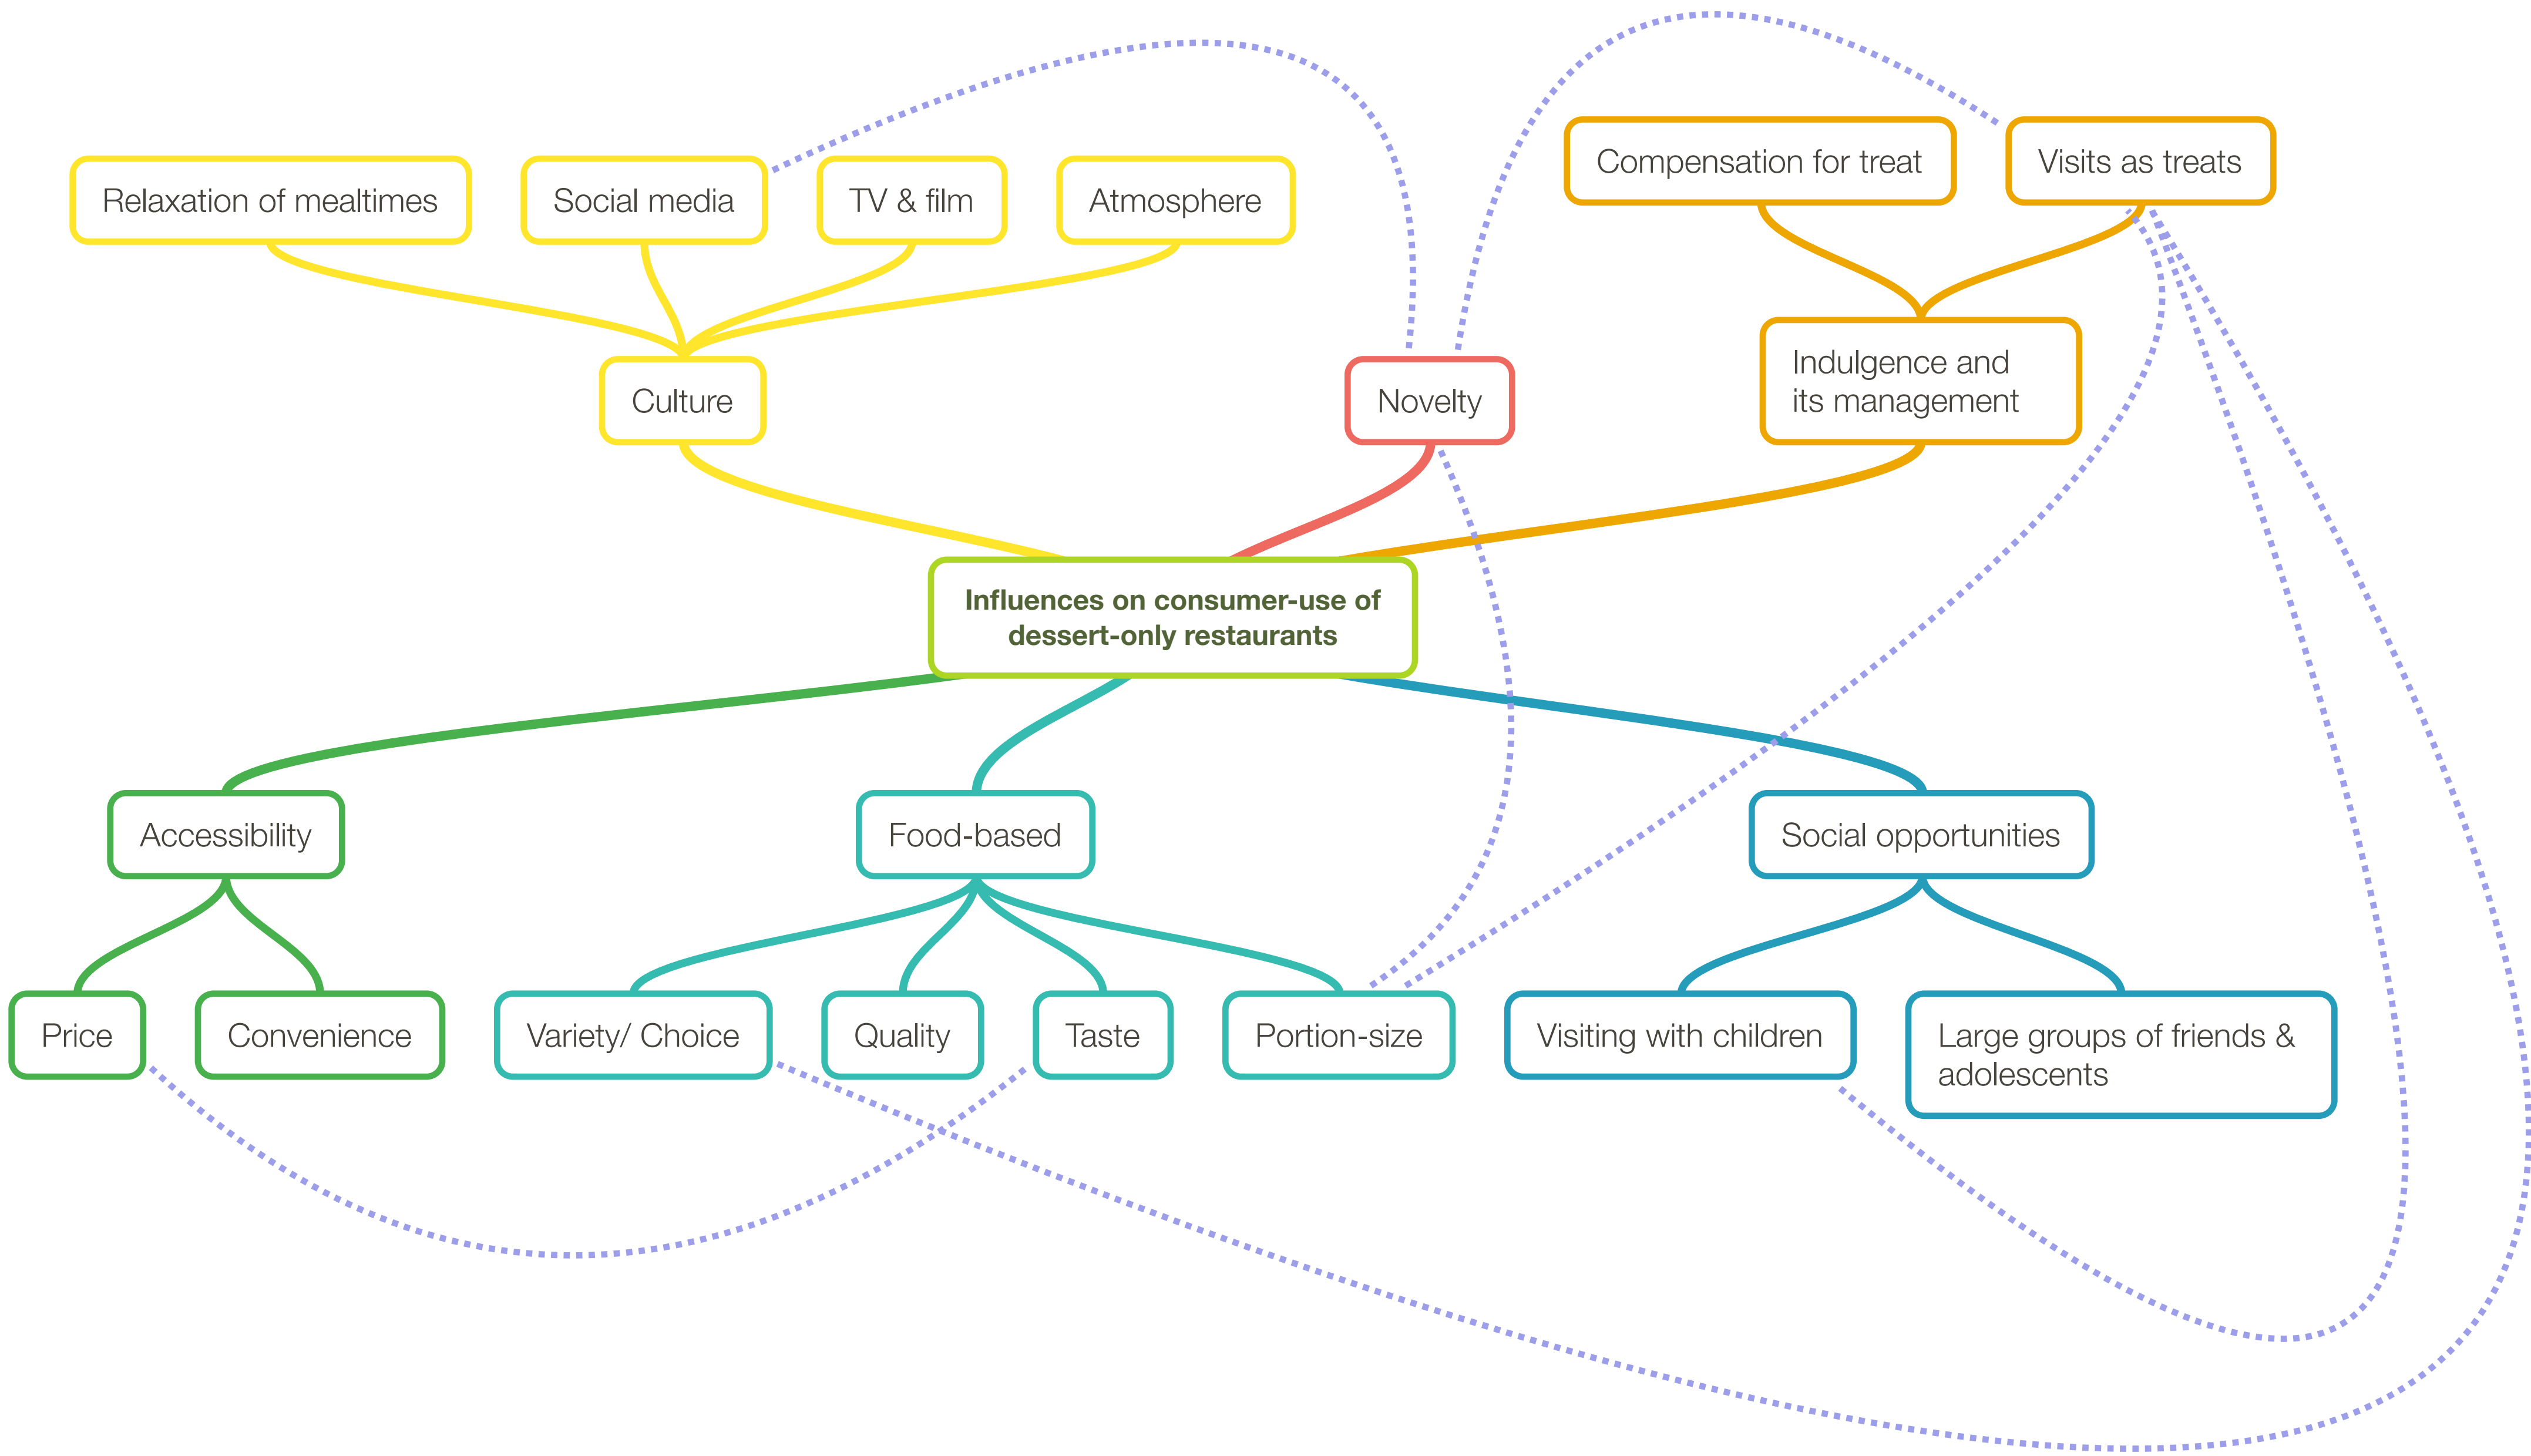 Compensation for treat
Visits as treats
Relaxation of mealtimes
Social media
TV & film
Atmosphere
Culture
Novelty
Indulgence and
its management
Influences on consumer-use of
dessert-only restaurants
Accessibility
Food-based
Social opportunities
Price
Convenience
Variety/ Choice
Quality
Taste
Portion-size
Visiting with children
Large groups of friends &
adolescents